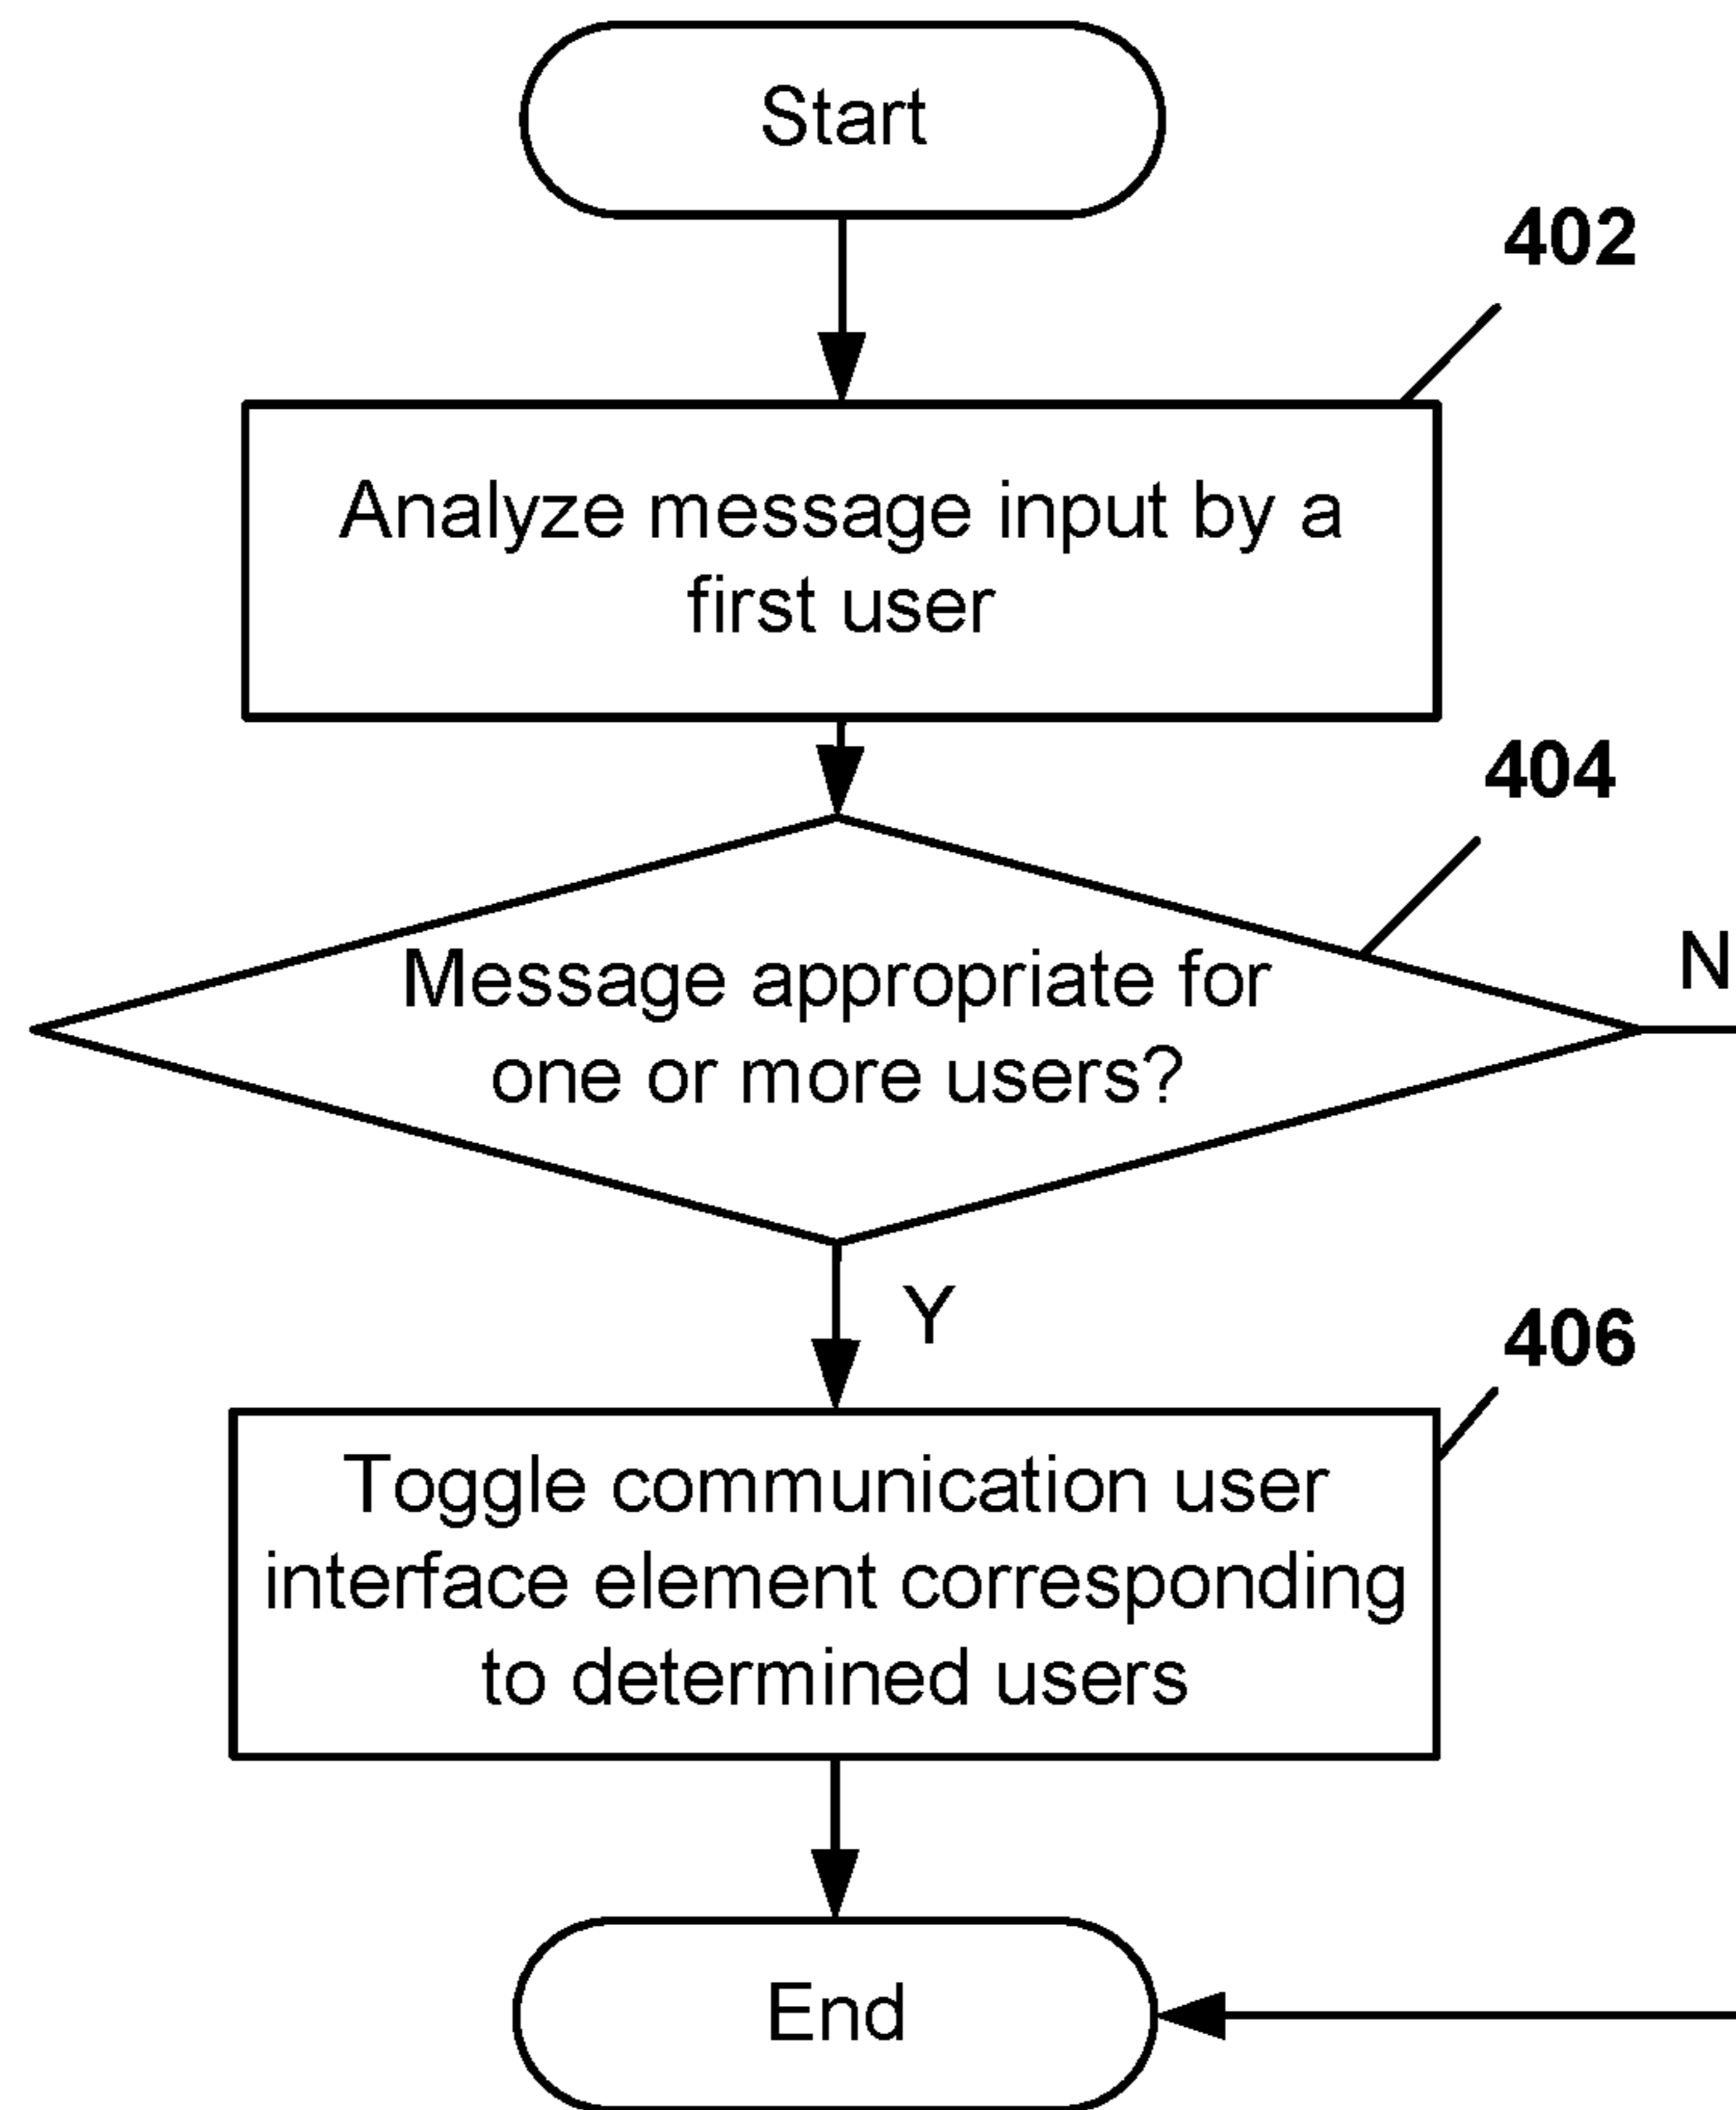 Start
402
Analyze message input by a
first user
404
Message appropriate for
one or more users?
N
Y
406
Toggle communication user
interface element corresponding
to determined users
End